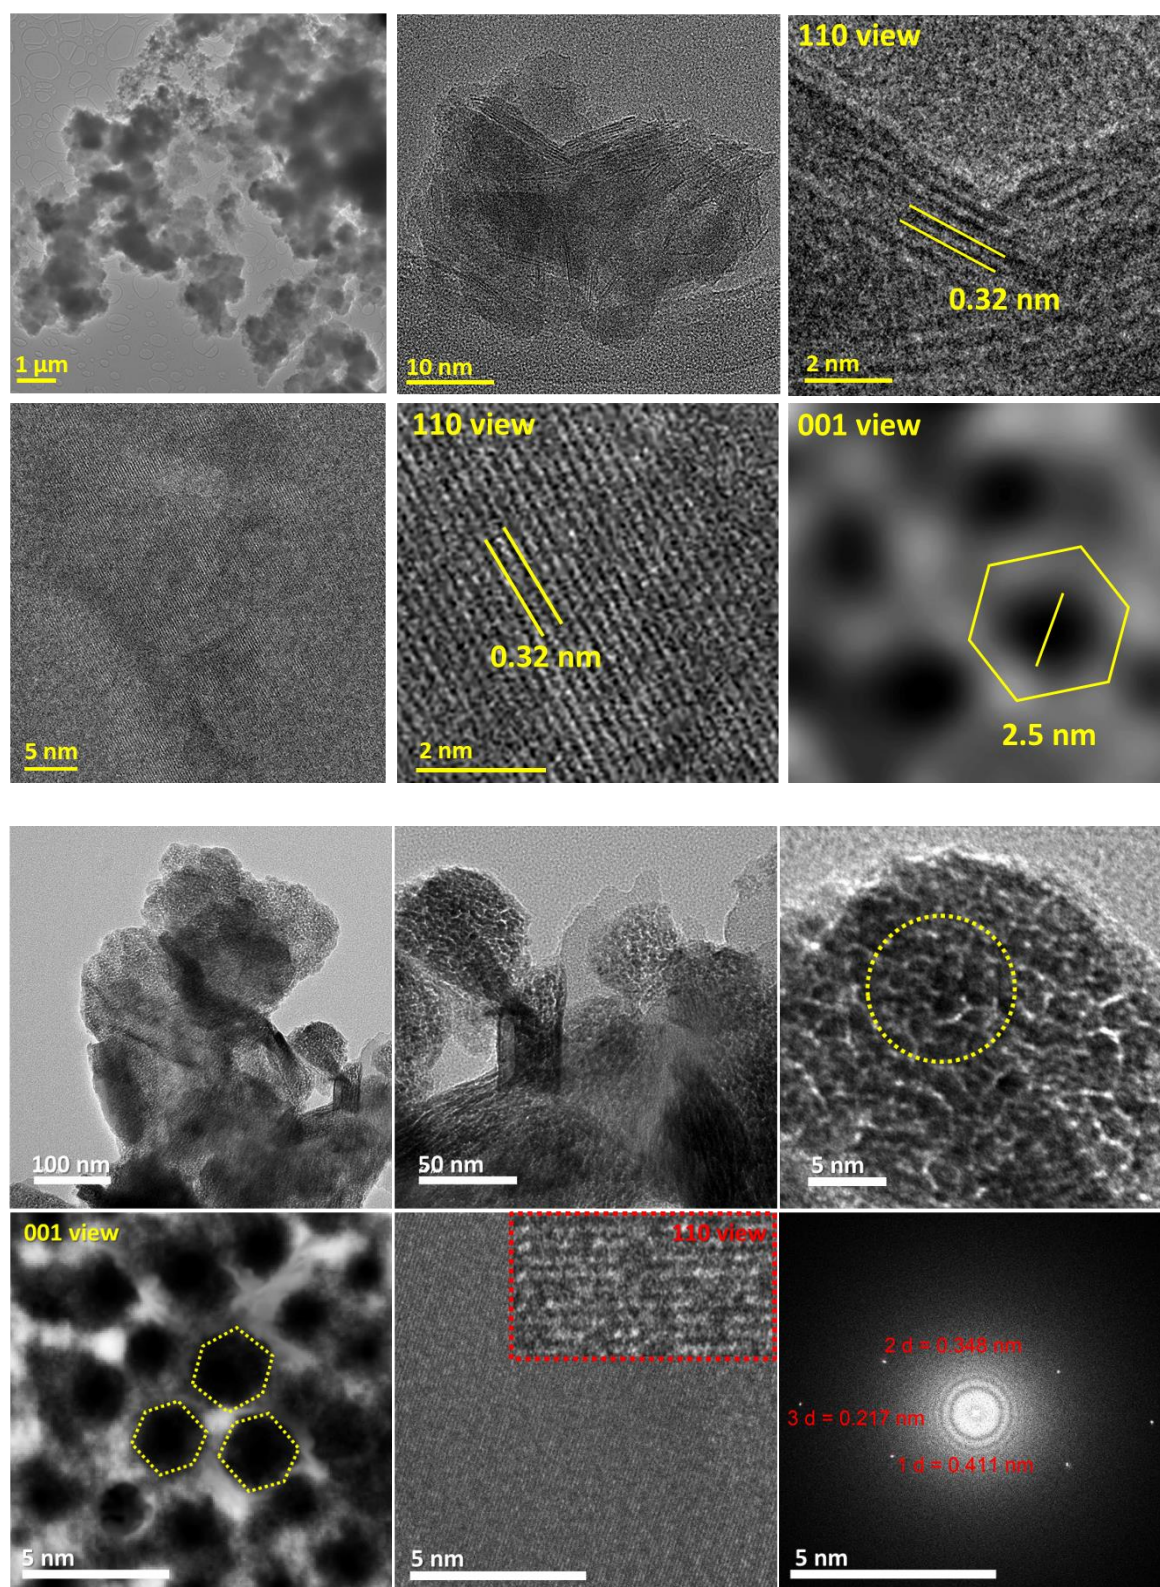 110 view
0.32 nm
1 µm
10 nm
2 nm
110 view
0.32 nm
5 nm
2 nm
001 view
2.5 nm
100 nm
50 nm
5 nm
001 view
5 nm
110 view
5 nm
2 d = 0.348 nm
3 d = 0.217 nm
1 d = 0.411 nm
5 nm